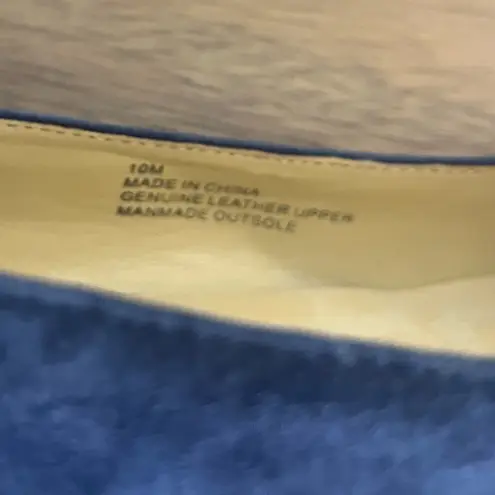 10M
MADE IN CHINA
GENUINE LEATHER UPPER
MANMADE OUTSOLE